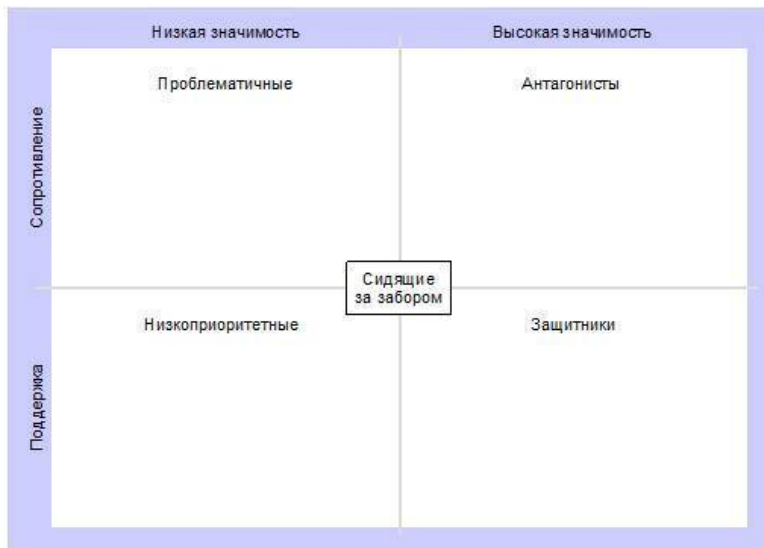 Низкая значимость
Высокая значимость
Сопротивление
Проблематичные
Антагонисты
Сидящие
за забором
Поддержка
Низкоприоритетные
Защитники